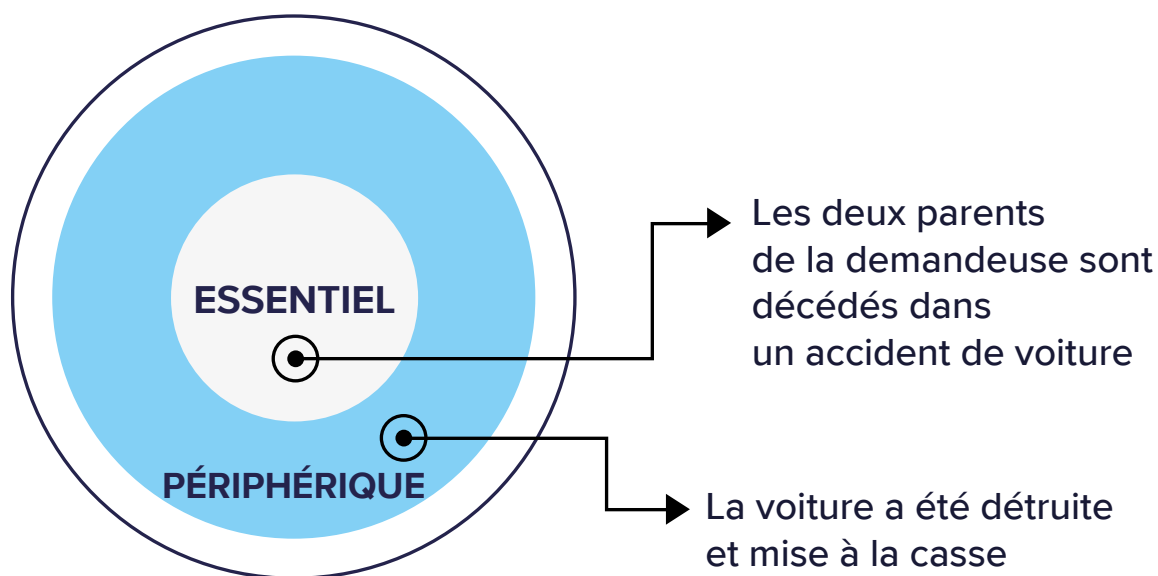 ESSENTIEL
Les deux parents
de la demandeuse sont
décédés dans
un accident de voiture
PÉRIPHÉRIQUE
La voiture a été détruite
et mise à la casse